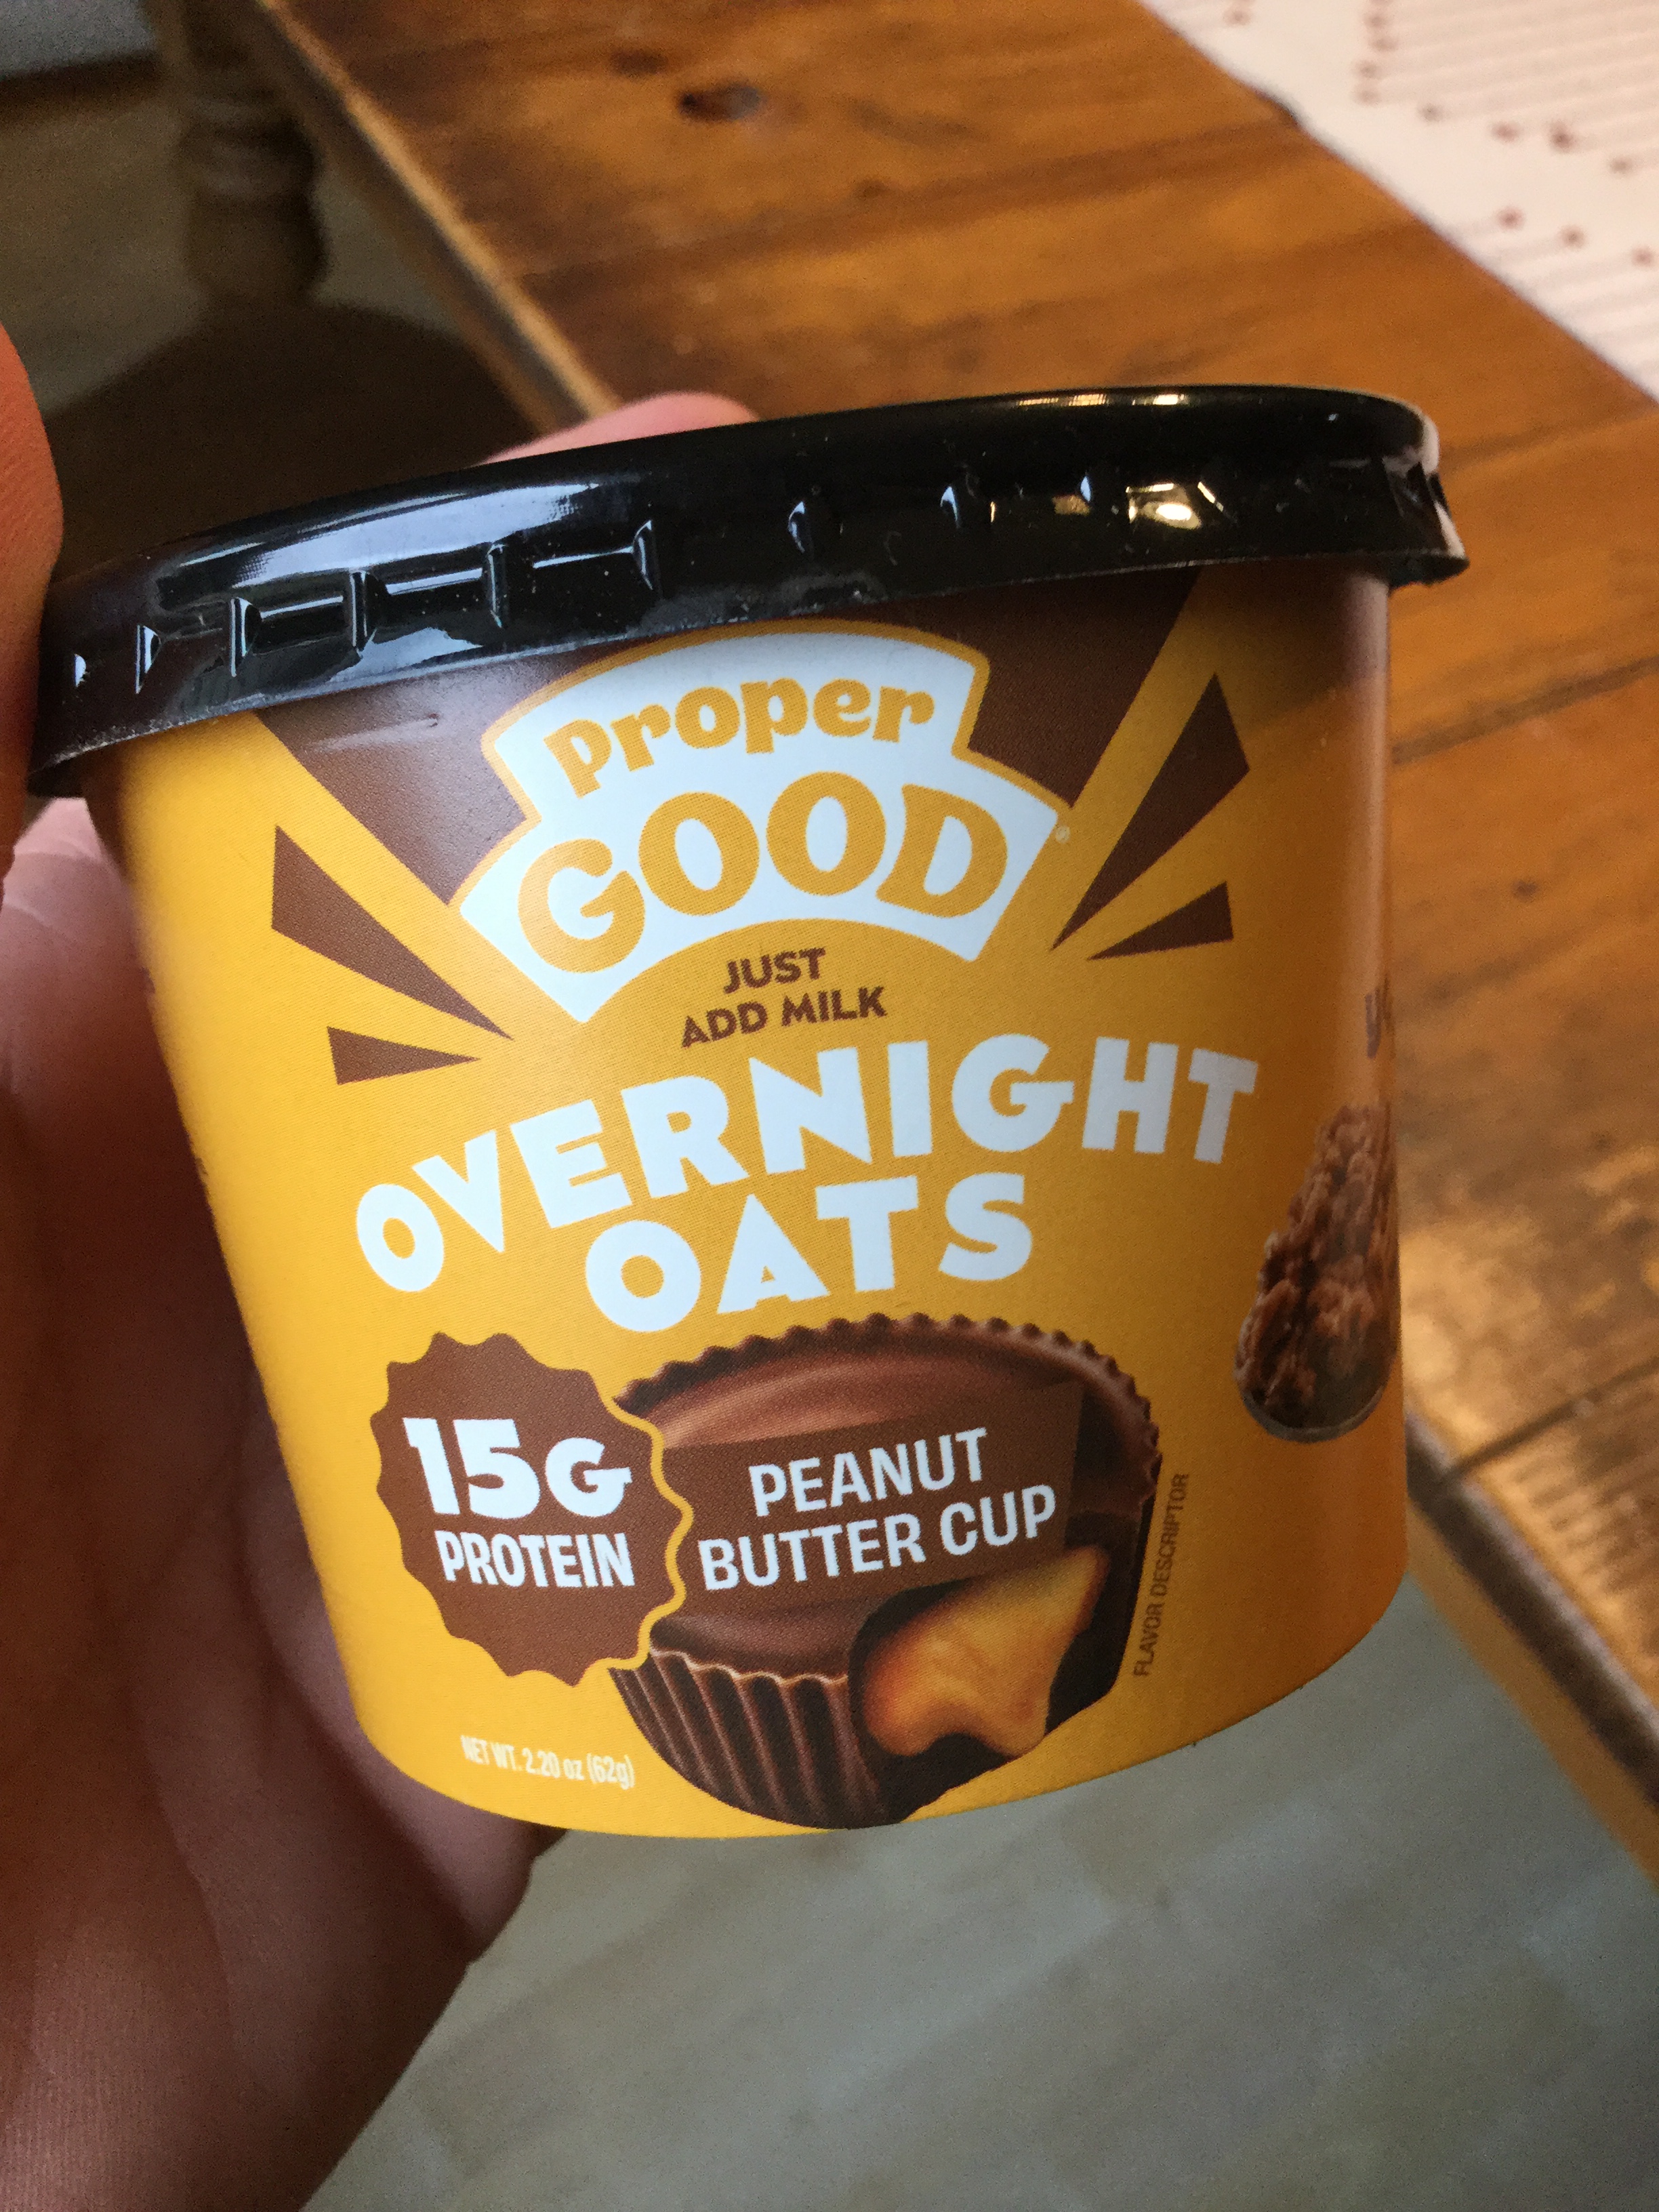 proper
GOOD
JUST
ADD MILK
OVERNIGHT
OATS
15G
PROTEIN
PEANUT
BUTTER CUP
FLAVOR DESCRIPTOR
NET WT. 2.20 oz (62g)